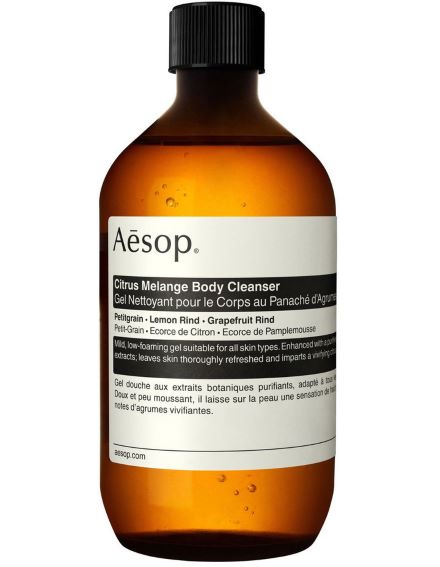 Aēsop.®
Citrus Melange Body Cleanser
Gel Nettoyant pour le Corps au Panaché d'Agrumes
Petitgrain • Lemon Rind • Grapefruit Rind
Petit-Grain • Ecorce de Citron • Ecorce de Pamplemousse
Mild, low-foaming gel suitable for all skin types. Enhanced with a
extracts; leaves skin thoroughly refreshed and imparts a vivifying
Gel douche aux extraits botaniques purifiants, adapté à tous
Doux et peu moussant, il laisse sur la peau une sensation de
notes d'agrumes vivifiantes.
aesop.com